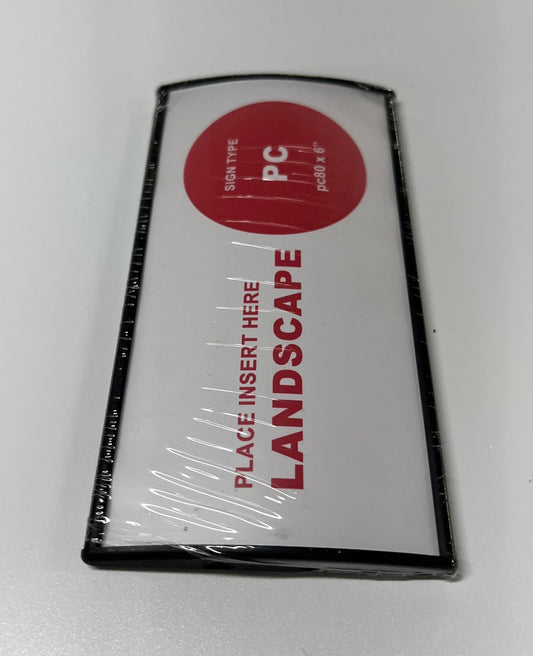 PLACE INSERT HERE
LANDSCAPE
SIGN TYPE
PC
pc80 x 6"